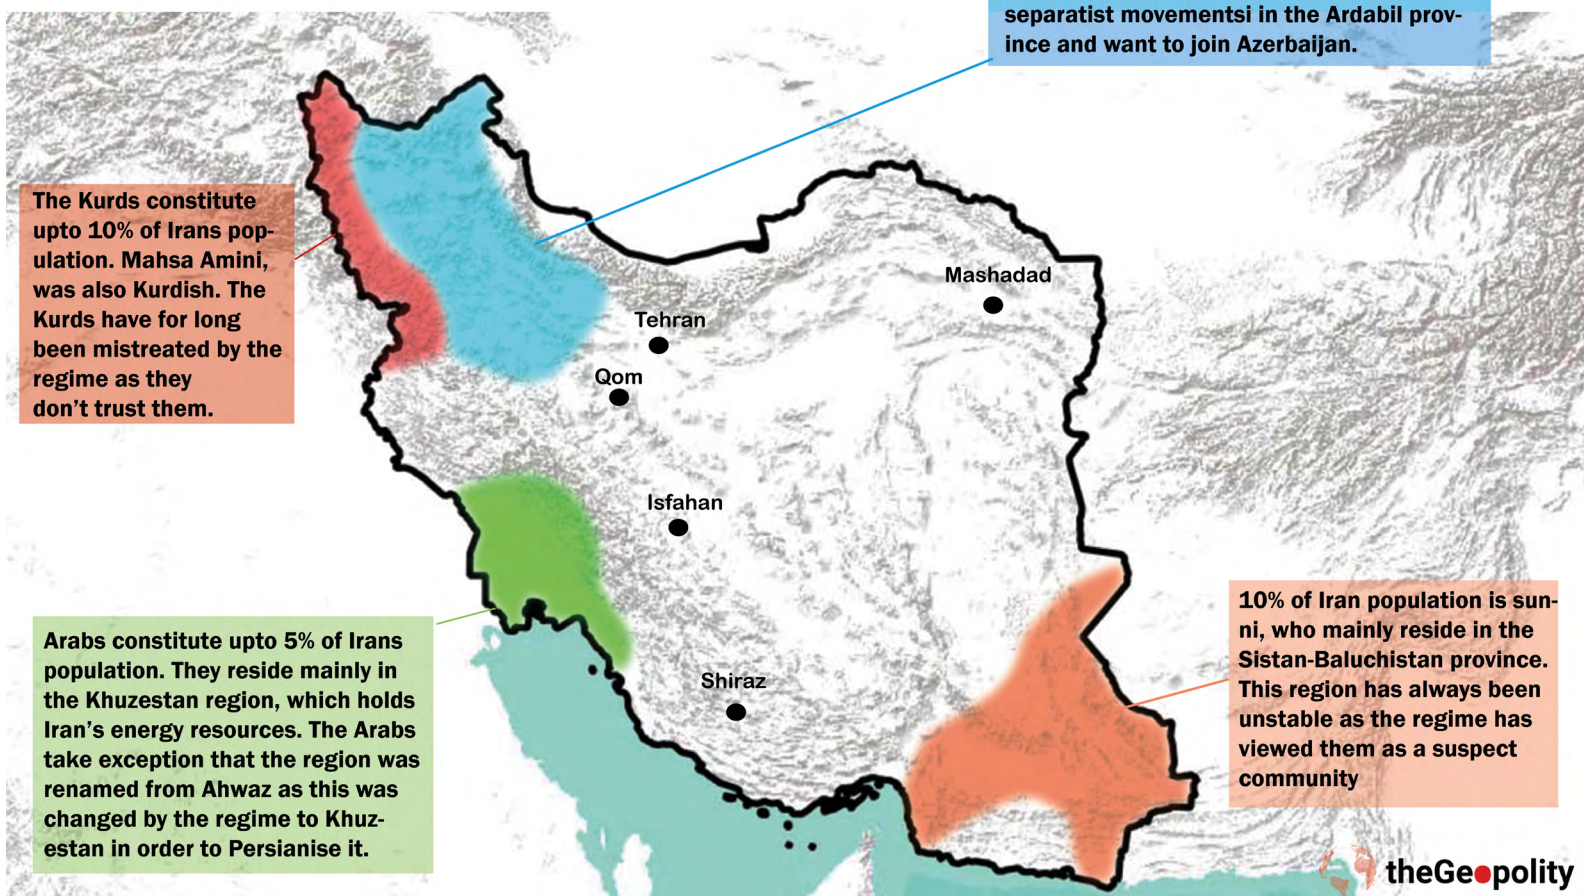 separatist movementsi in the Ardabil prov-
ince and want to join Azerbaijan.
The Kurds constitute
upto 10% of Irans pop-
ulation. Mahsa Amini,
was also Kurdish. The
Kurds have for long
been mistreated by the
regime as they
don't trust them.
Mashadad
Tehran
Qom
Isfahan
Shiraz
Arabs constitute upto 5% of Irans
population. They reside mainly in
the Khuzestan region, which holds
Iran's energy resources. The Arabs
take exception that the region was
renamed from Ahwaz as this was
changed by the regime to Khuz-
estan in order to Persianise it.
10% of Iran population is sun-
ni, who mainly reside in the
Sistan-Baluchistan province.
This region has always been
unstable as the regime has
viewed them as a suspect
community
theGeopolity